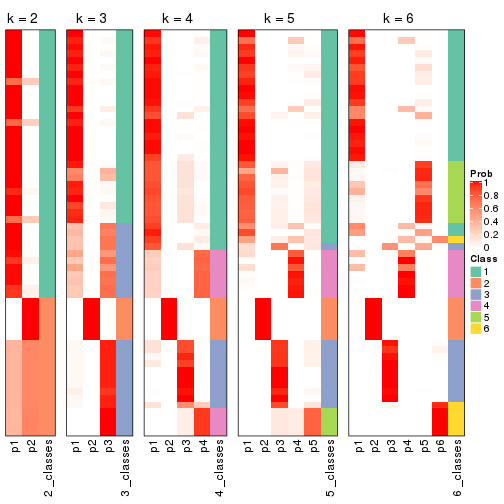 k = 2
k = 3
k = 4
k = 5
k = 6
Prob
1
0.8
0.6
0.4
0.2
0
Class
1
2
3
4
5
6
p1
p2
2_classes
p1
p2
p3
3_classes
p1
p2
p3
p4
4_classes
p1
p2
p3
p4
p5
5_classes
p1
p2
p3
p4
p5
p6
6_classes